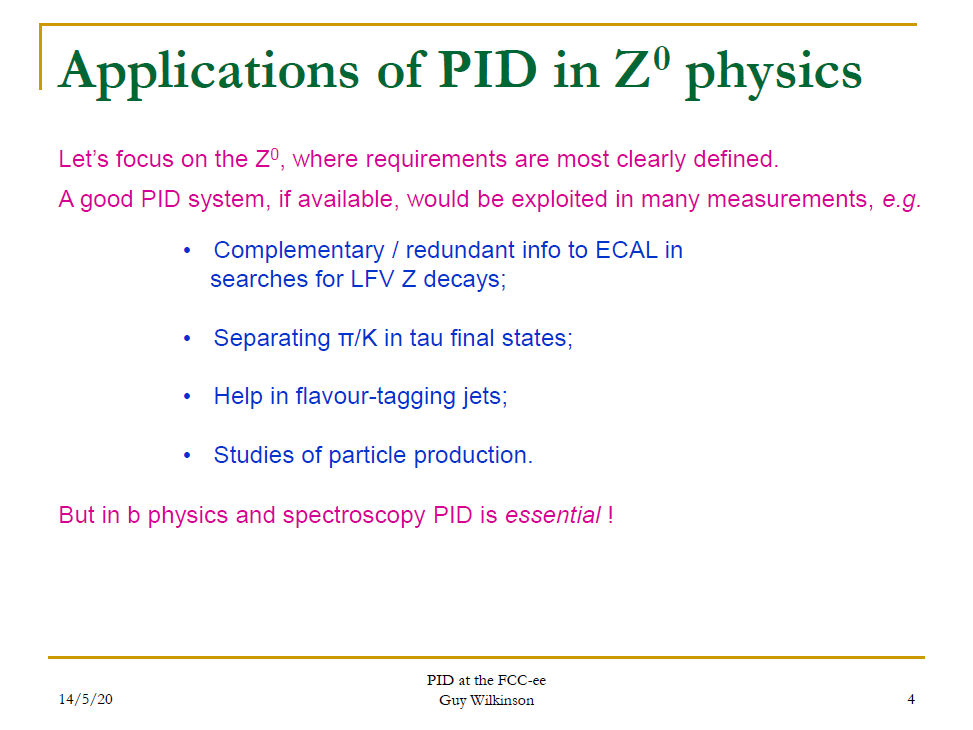 Applications of PID in Z⁰ physics
Let's focus on the Z⁰, where requirements are most clearly defined.
A good PID system, if available, would be exploited in many measurements, e.g.
• Complementary / redundant info to ECAL in
searches for LFV Z decays;
• Separating π/K in tau final states;
• Help in flavour-tagging jets;
• Studies of particle production.
But in b physics and spectroscopy PID is essential !
14/5/20
PID at the FCC-ee
Guy Wilkinson
4